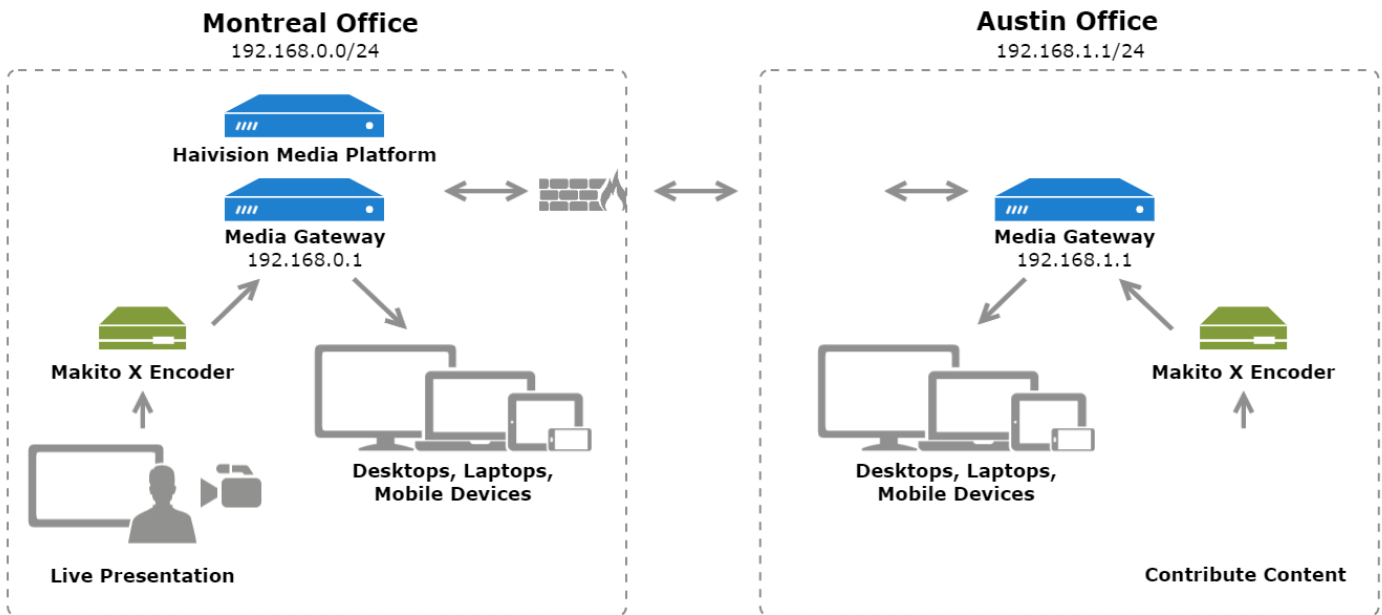 Montreal Office
192.168.0.0/24
Haivision Media Platform
Media Gateway
192.168.0.1
Makito X Encoder
Desktops, Laptops,
Mobile Devices
Live Presentation
Austin Office
192.168.1.1/24
Media Gateway
192.168.1.1
Makito X Encoder
Desktops, Laptops,
Mobile Devices
Contribute Content